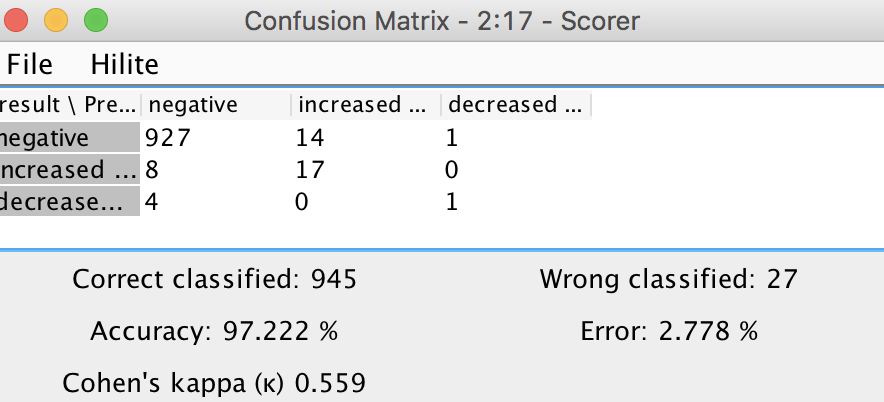 Confusion Matrix - 2:17 - Scorer
File Hilite
result \ Pre... negative increased ... decreased ...
negative 927 14 1
increased ... 8 17 0
decrease... 4 0 1
Correct classified: 945 Wrong classified: 27
Accuracy: 97.222 % Error: 2.778 %
Cohen's kappa (κ) 0.559